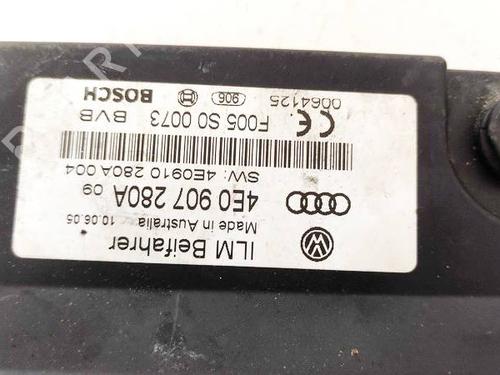 ILM Beifahrer
Made in Australia 10.06.05
4E0 907 280A 09
SW: 4E0910 280A 004
F005 S0 0073 BVB
0064125 906 BOSCH